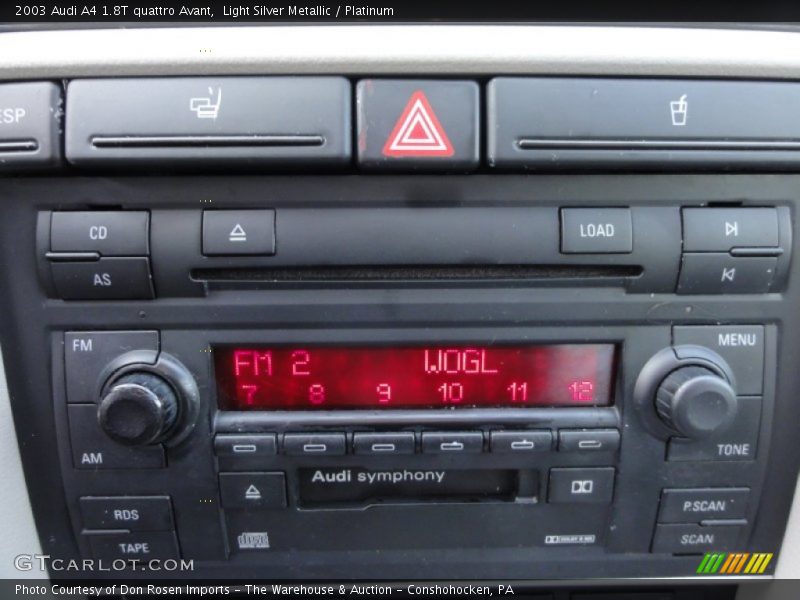 2003 Audi A4 1.8T quattro Avant,  Light Silver Metallic / Platinum
ESP
CD
LOAD
AS
FM
MENU
FM 2 WOGL
7 8 9 10 11 12
AM
TONE
Audi symphony
RDS
P.SCAN
TAPE
SCAN
GTCARLOT.COM
Photo Courtesy of Don Rosen Imports – The Warehouse & Auction – Conshohocken, PA